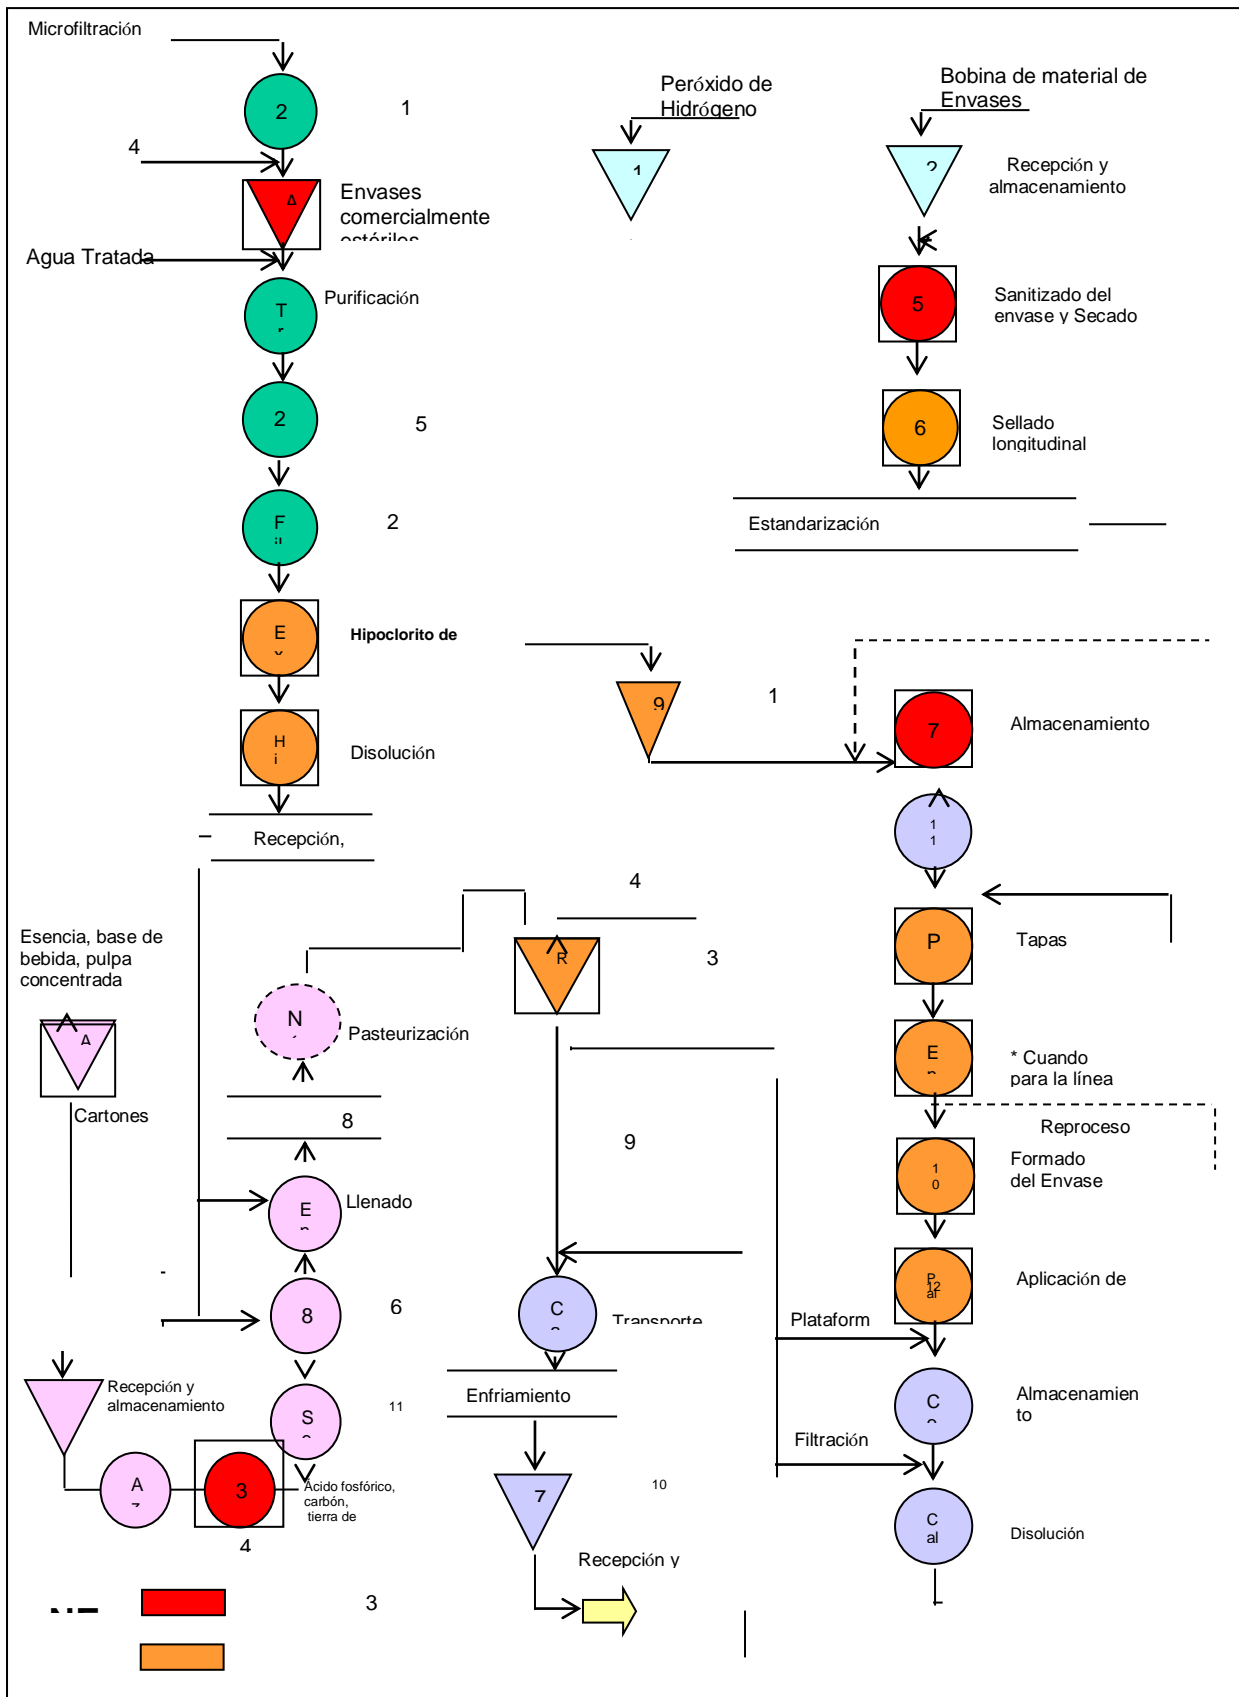 Microfiltración
2
1
4
Envases
comercialmente
Agua Tratada
Purificación
2
5
2
Hipoclorito de
Disolución
Recepción,
Peróxido de
Hidrógeno
Bobina de material de
Envases
Recepción y
almacenamiento
5
Sanitizado del
envase y Secado
6
Sellado
longitudinal
Estandarización
9
1
7
Almacenamiento
1
1
P
Tapas
E
* Cuando
para la línea
Reproceso
1
0
Formado
del Envase
12
Aplicación de
Plataform
C
Almacenamien
to
Filtración
C
al
Disolución
4
R
3
9
C
Transporte
Enfriamiento
7
10
Recepción y
Esencia, base de
bebida, pulpa
concentrada
A
Cartones
N
Pasteurización
8
E
Llenado
8
6
S
11
Recepción y
almacenamiento
A
3
Ácido fosfórico,
carbón,
tierra de
4
3